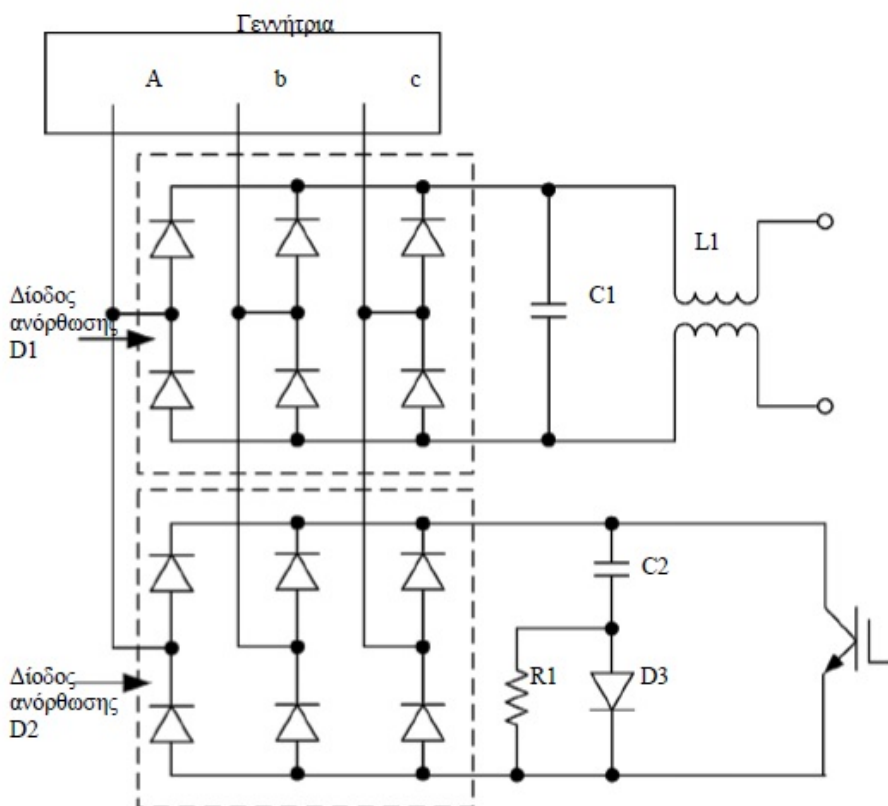 Γεννήτρια
A b c
L1
C1
Δίοδος
ανόρθωσης
D1
C2
R1 D3
Δίοδος
ανόρθωσης
D2